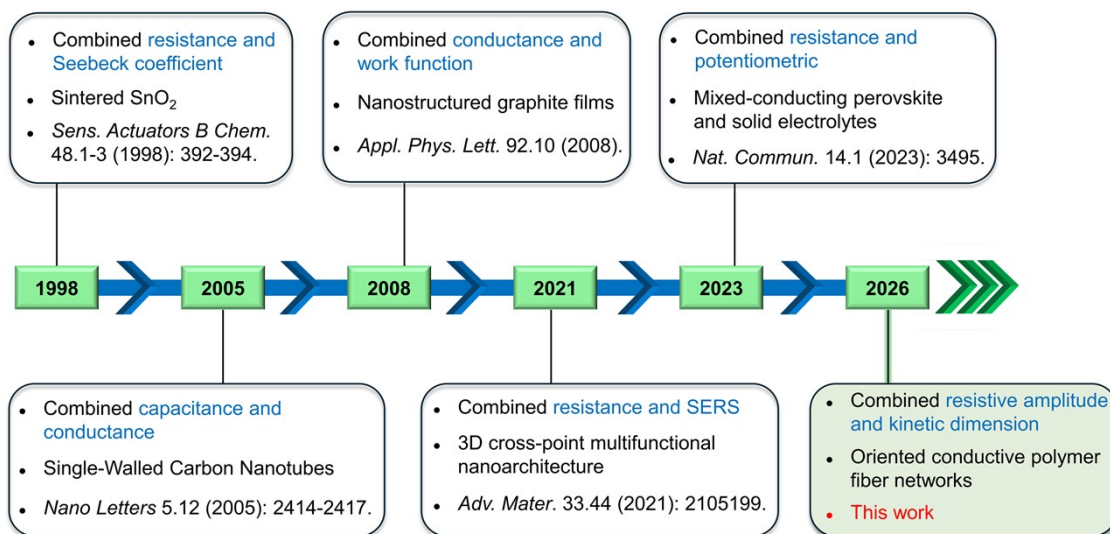 • Combined resistance and
Seebeck coefficient
• Sintered SnO₂
• Sens. Actuators B Chem.
48.1-3 (1998): 392-394.
• Combined conductance and
work function
• Nanostructured graphite films
• Appl. Phys. Lett. 92.10 (2008).
• Combined resistance and
potentiometric
• Mixed-conducting perovskite
and solid electrolytes
• Nat. Commun. 14.1 (2023): 3495.
1998
2005
2008
2021
2023
2026
• Combined capacitance and
conductance
• Single-Walled Carbon Nanotubes
• Nano Letters 5.12 (2005): 2414-2417.
• Combined resistance and SERS
• 3D cross-point multifunctional
nanoarchitecture
• Adv. Mater. 33.44 (2021): 2105199.
• Combined resistive amplitude
and kinetic dimension
• Oriented conductive polymer
fiber networks
• This work